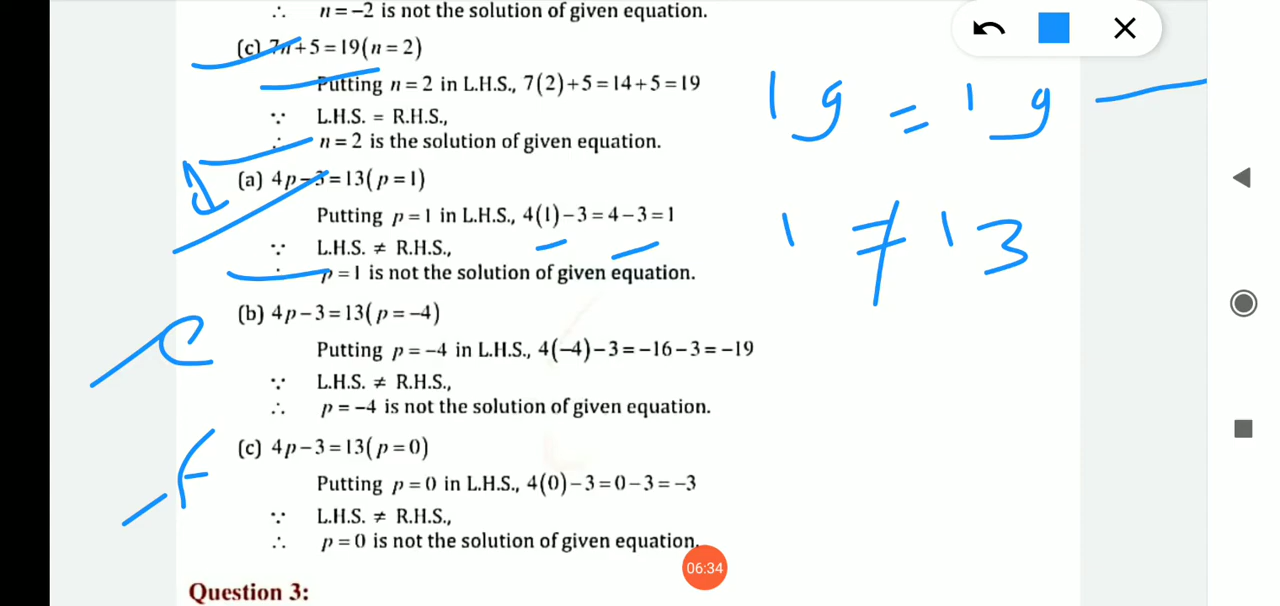 ∴ n = −2 is not the solution of given equation.
(c) 7n + 5 = 19 (n = 2)
Putting n = 2 in L.H.S., 7(2) + 5 = 14 + 5 = 19
∵ L.H.S. = R.H.S.,
∴ n = 2 is the solution of given equation.
19 = 19
(a) 4p − 3 = 13 (p = 1)
Putting p = 1 in L.H.S., 4(1) − 3 = 4 − 3 = 1
∵ L.H.S. ≠ R.H.S.,
∴ p = 1 is not the solution of given equation.
1 ≠ 13
(b) 4p − 3 = 13 (p = −4)
Putting p = −4 in L.H.S., 4(−4) − 3 = −16 − 3 = −19
∵ L.H.S. ≠ R.H.S.,
∴ p = −4 is not the solution of given equation.
(c) 4p − 3 = 13 (p = 0)
Putting p = 0 in L.H.S., 4(0) − 3 = 0 − 3 = −3
∵ L.H.S. ≠ R.H.S.,
∴ p = 0 is not the solution of given equation.
06:34
Question 3: